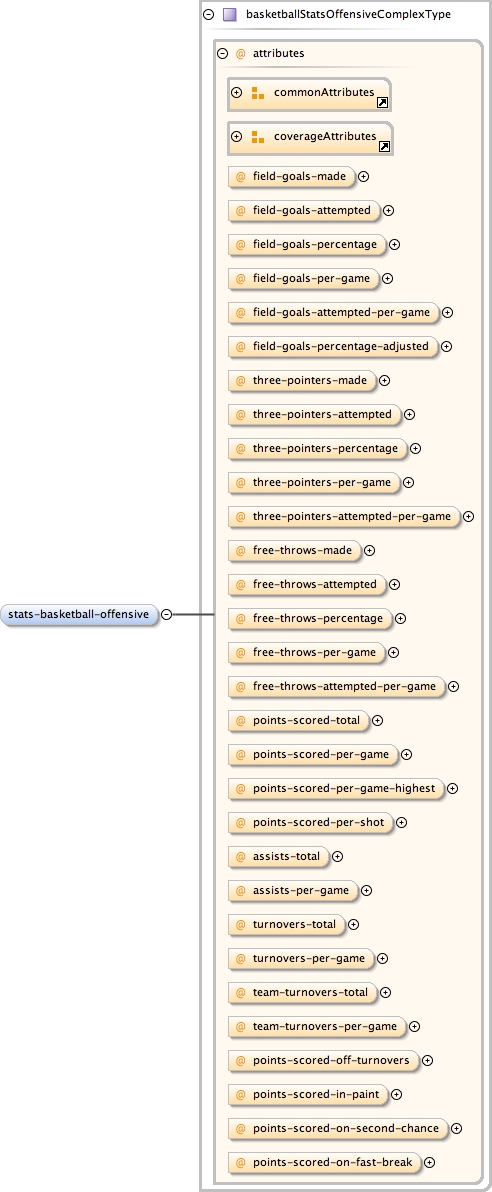 basketballStatsOffensiveComplexType
@ attributes
commonAttributes
coverageAttributes
@ field-goals-made
@ field-goals-attempted
@ field-goals-percentage
@ field-goals-per-game
@ field-goals-attempted-per-game
@ field-goals-percentage-adjusted
@ three-pointers-made
@ three-pointers-attempted
@ three-pointers-percentage
@ three-pointers-per-game
@ three-pointers-attempted-per-game
@ free-throws-made
@ free-throws-attempted
stats-basketball-offensive
@ free-throws-percentage
@ free-throws-per-game
@ free-throws-attempted-per-game
@ points-scored-total
@ points-scored-per-game
@ points-scored-per-game-highest
@ points-scored-per-shot
@ assists-total
@ assists-per-game
@ turnovers-total
@ turnovers-per-game
@ team-turnovers-total
@ team-turnovers-per-game
@ points-scored-off-turnovers
@ points-scored-in-paint
@ points-scored-on-second-chance
@ points-scored-on-fast-break